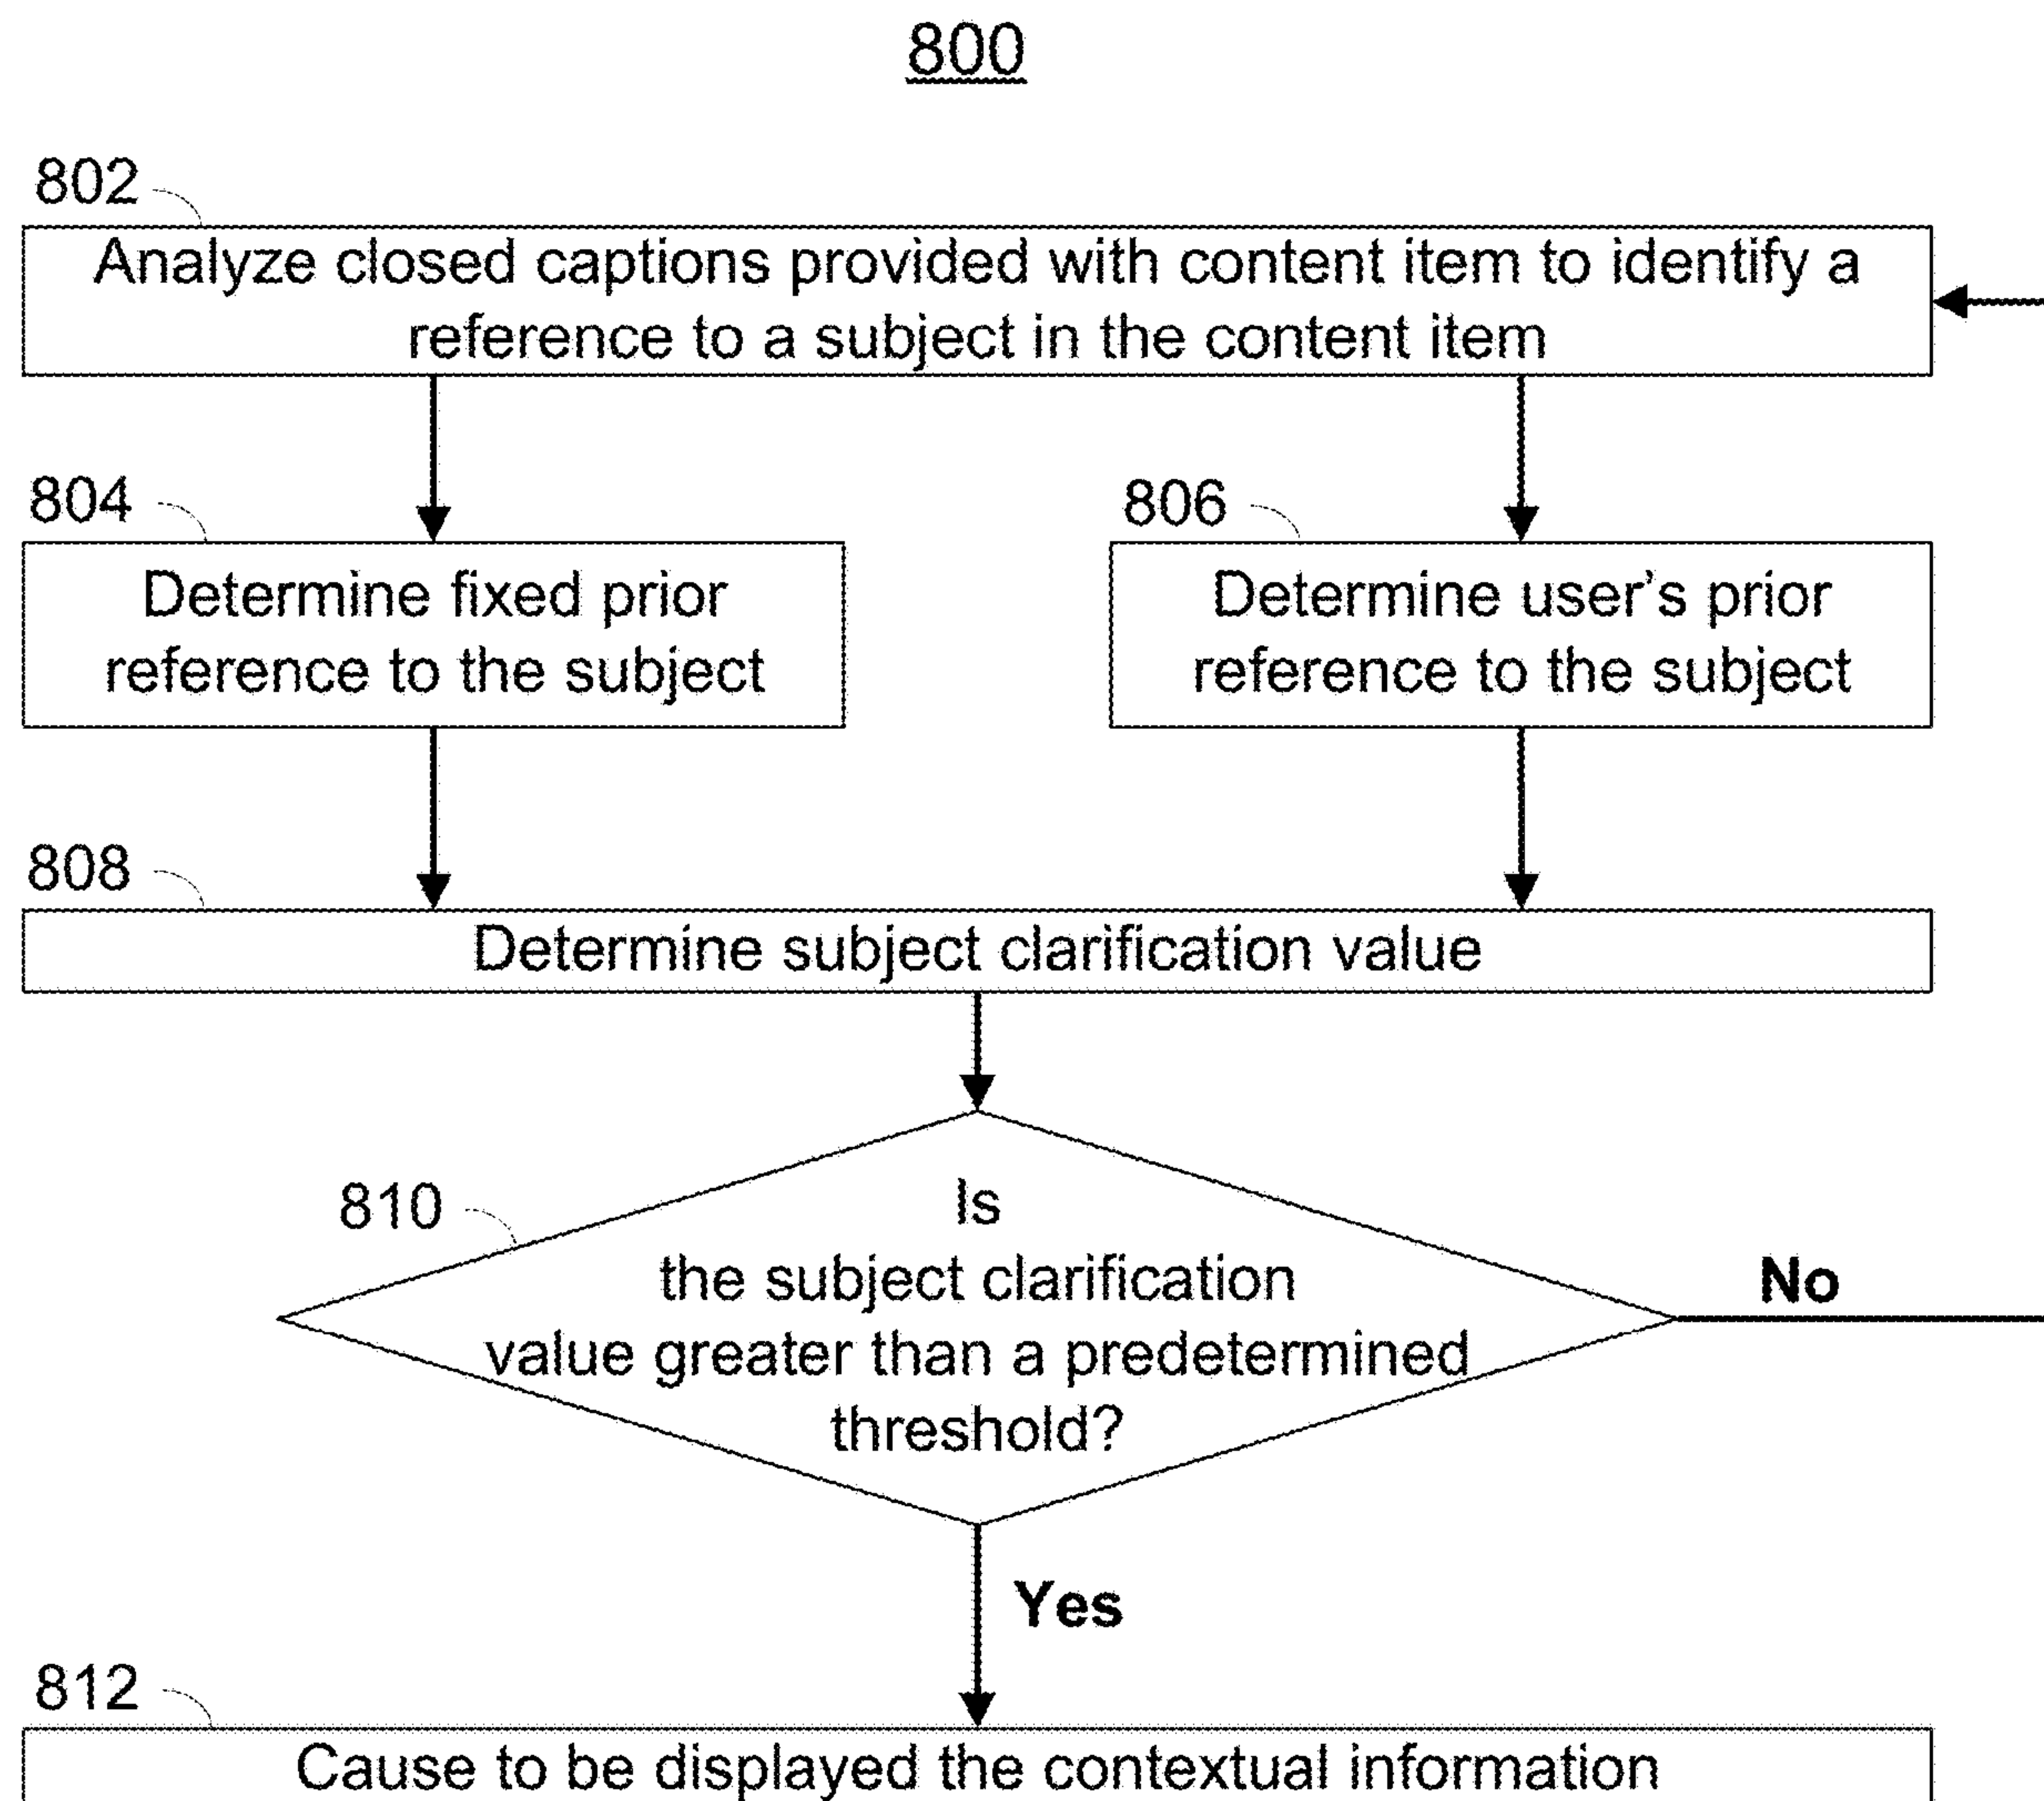 800
802
Analyze closed captions provided with content item to identify a
reference to a subject in the content item
804
Determine fixed prior
reference to the subject
806
Determine user's prior
reference to the subject
808
Determine subject clarification value
810
Is
the subject clarification
value greater than a predetermined
threshold?
No
Yes
812
Cause to be displayed the contextual information